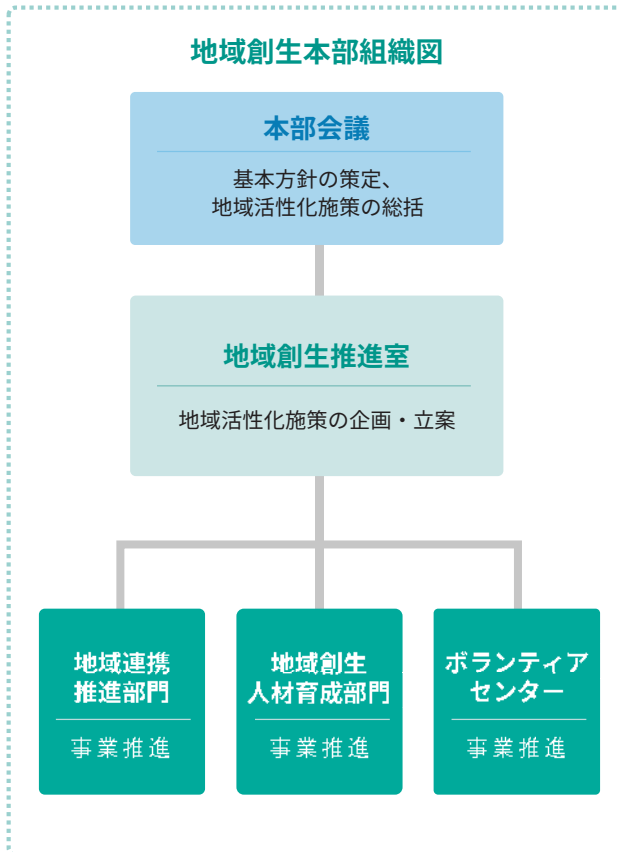 地域創生本部組織図
本部会議
基本方針の策定、
地域活性化施策の総括
地域創生推進室
地域活性化施策の企画・立案
地域連携
推進部門
事業推進
地域創生
人材育成部門
事業推進
ボランティア
センター
事業推進